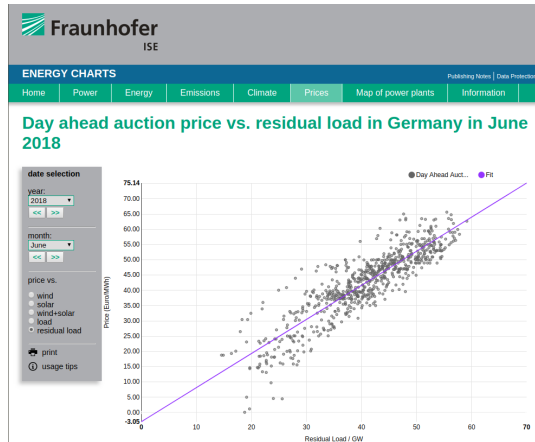 Fraunhofer
ISE
ENERGY CHARTS
Publishing Notes | Data Protection
Home Power Energy Emissions Climate Prices Map of power plants Information
Day ahead auction price vs. residual load in Germany in June
2018
date selection
year:
2018
<< >>
month:
June
<< >>
price vs.
wind
solar
wind+solar
load
residual load
print
usage tips
Day Ahead Auct... Fit
75.14
70.00
65.00
60.00
55.00
50.00
45.00
40.00
35.00
30.00
25.00
20.00
15.00
10.00
5.00
0.00
-3.05
Price (Euro/MWh)
0 10 20 30 40 50 60 70
Residual Load / GW